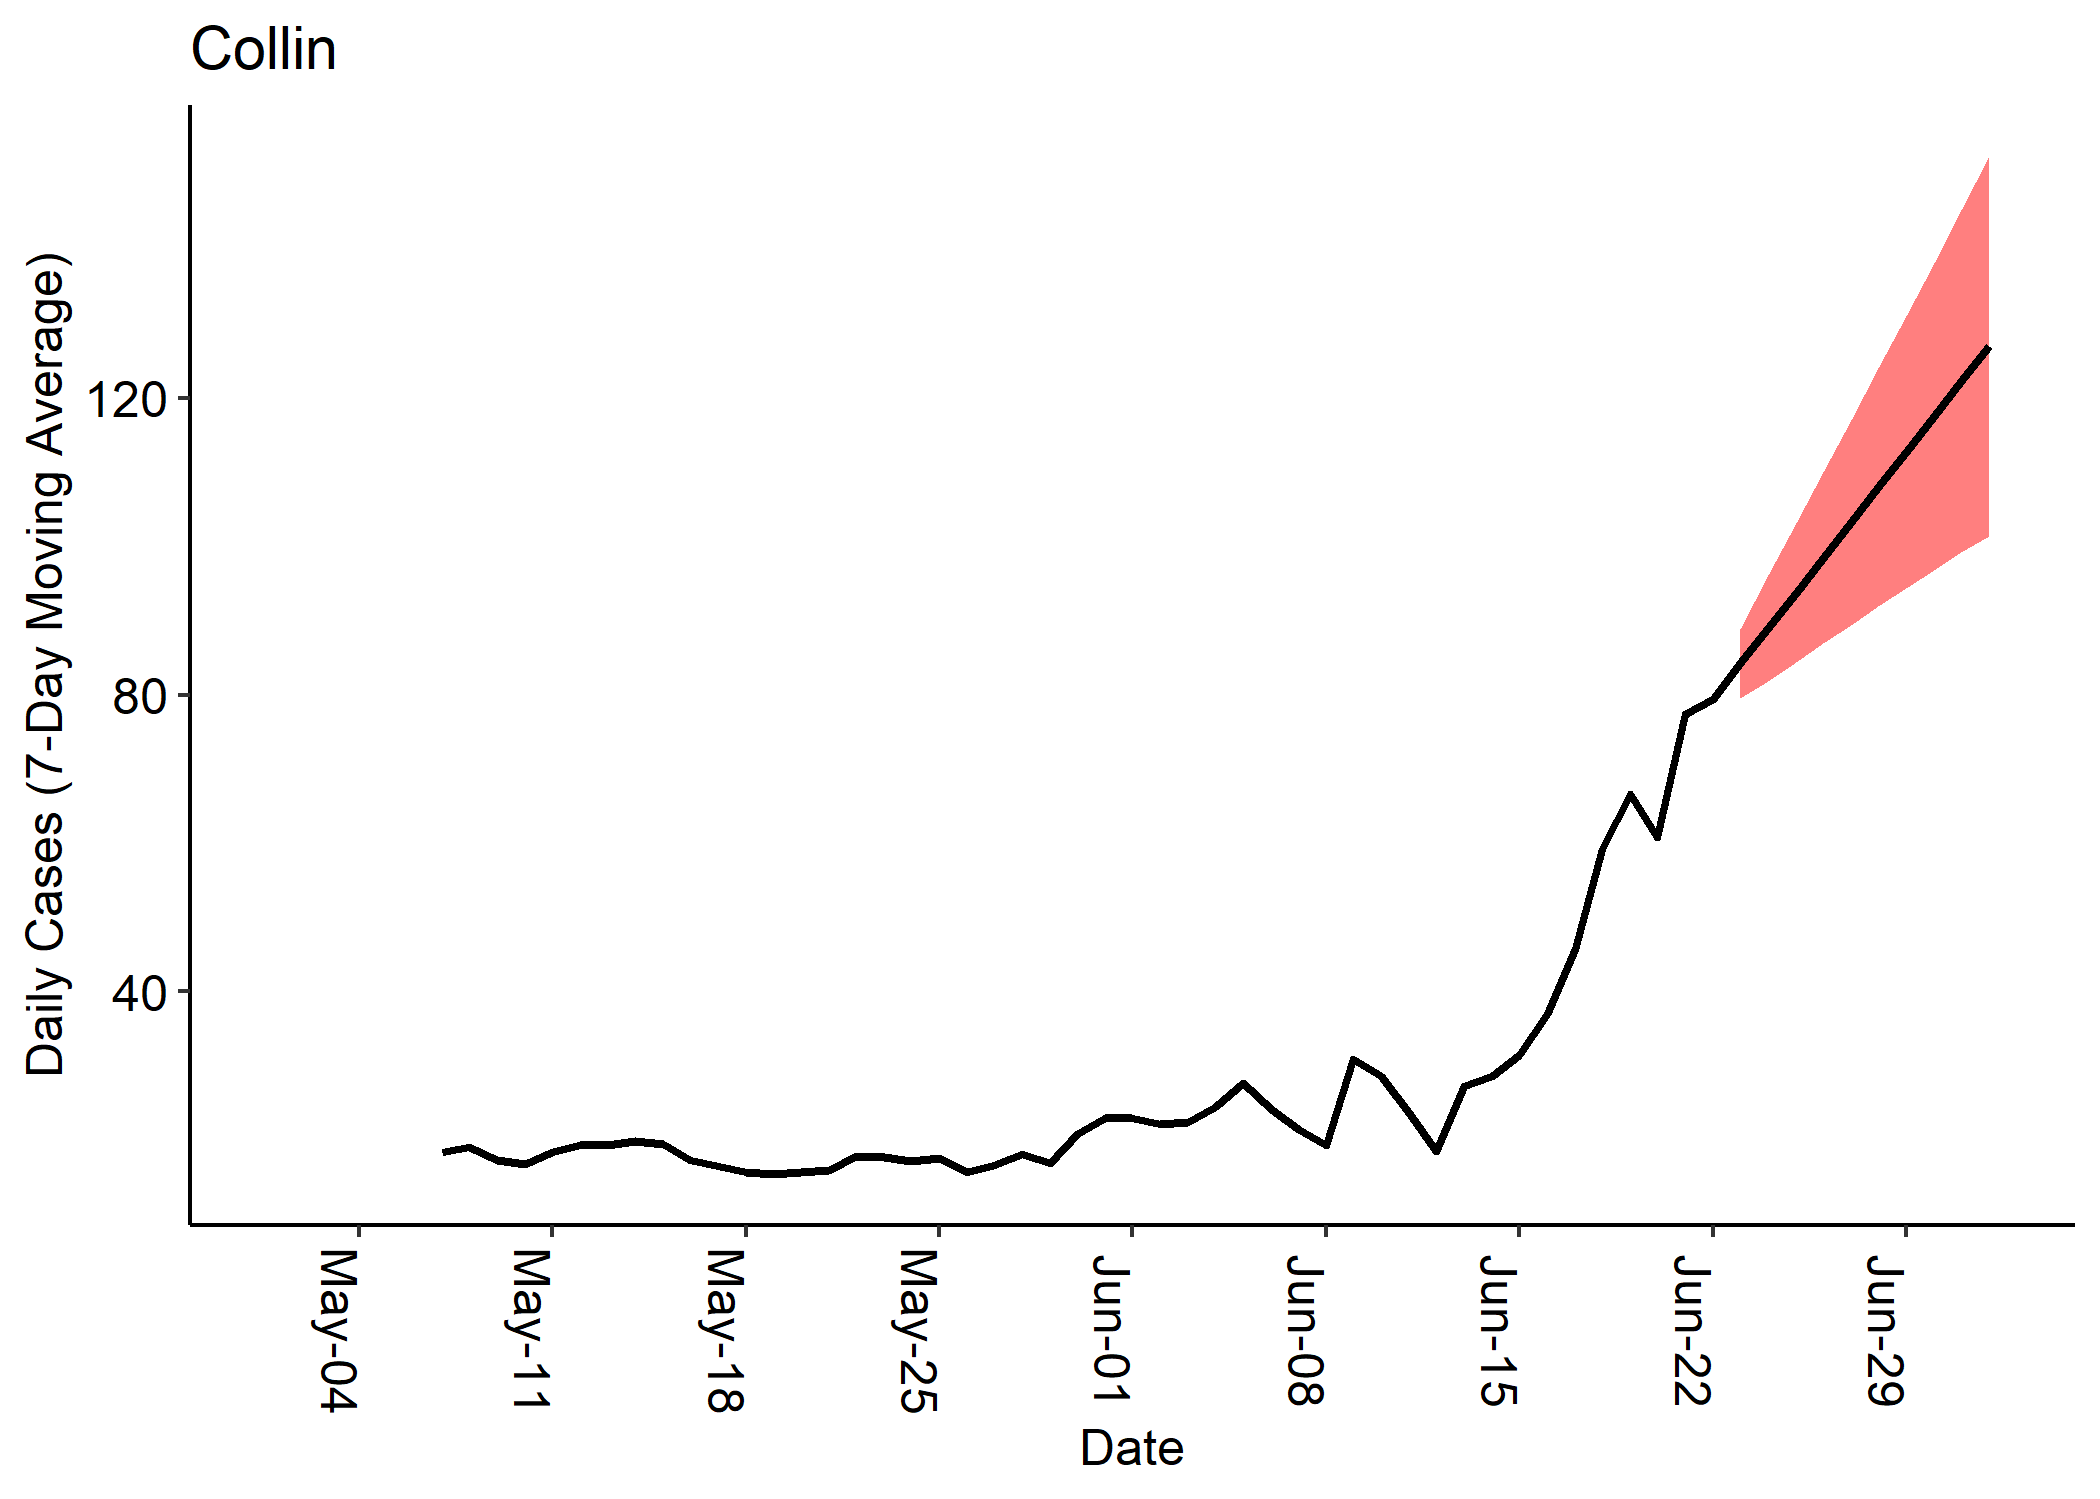 Collin
Daily Cases (7-Day Moving Average)
120
80
40
May-04
May-11
May-18
May-25
Jun-01
Jun-08
Jun-15
Jun-22
Jun-29
Date